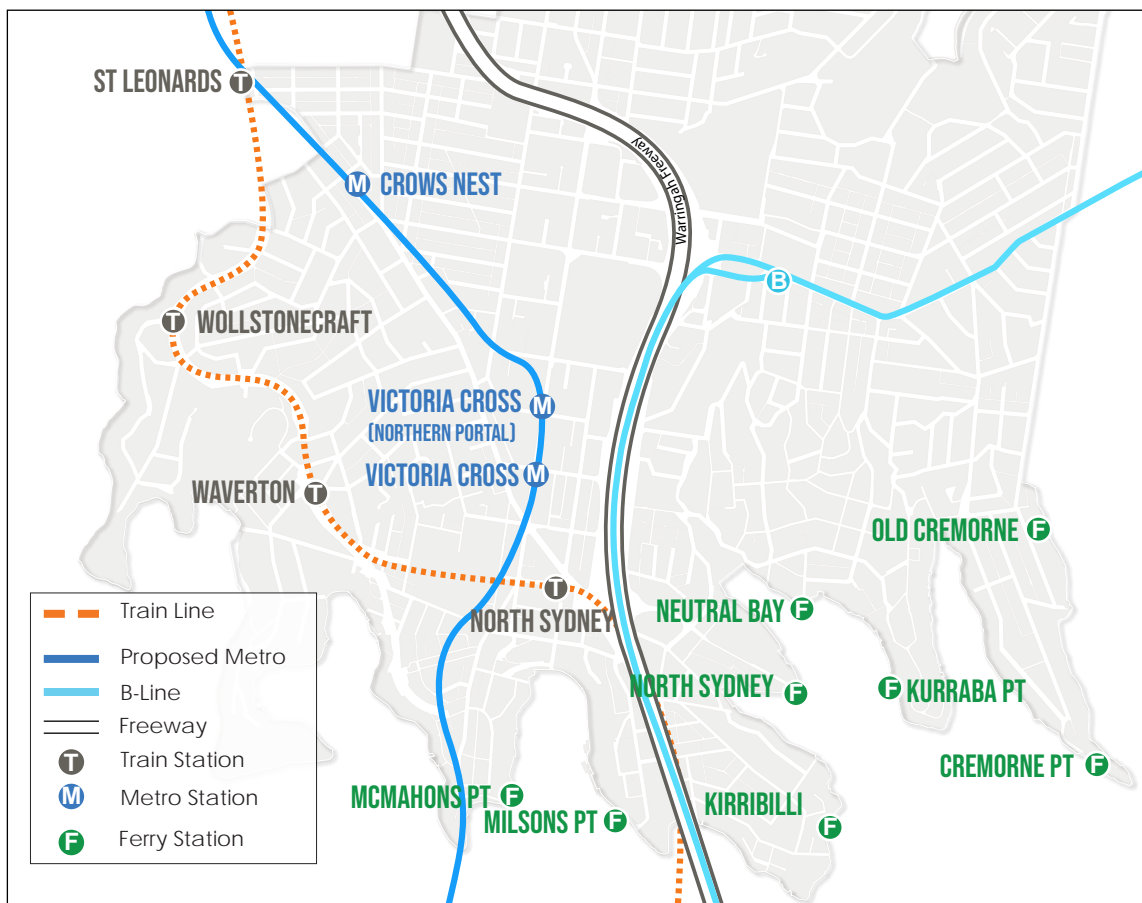 ST LEONARDS
T
M
CROWS NEST
Warringah Freeway
B
T
WOLLSTONECRAFT
VICTORIA CROSS
(NORTHERN PORTAL)
M
VICTORIA CROSS
M
WAVERTON
T
OLD CREMORNE
F
T
NORTH SYDNEY
NEUTRAL BAY
F
NORTH SYDNEY
F
F
KURRABA PT
CREMORNE PT
F
MCMAHONS PT
F
MILSONS PT
F
KIRRIBILLI
F
Train Line
Proposed Metro
B-Line
Freeway
T
Train Station
M
Metro Station
F
Ferry Station